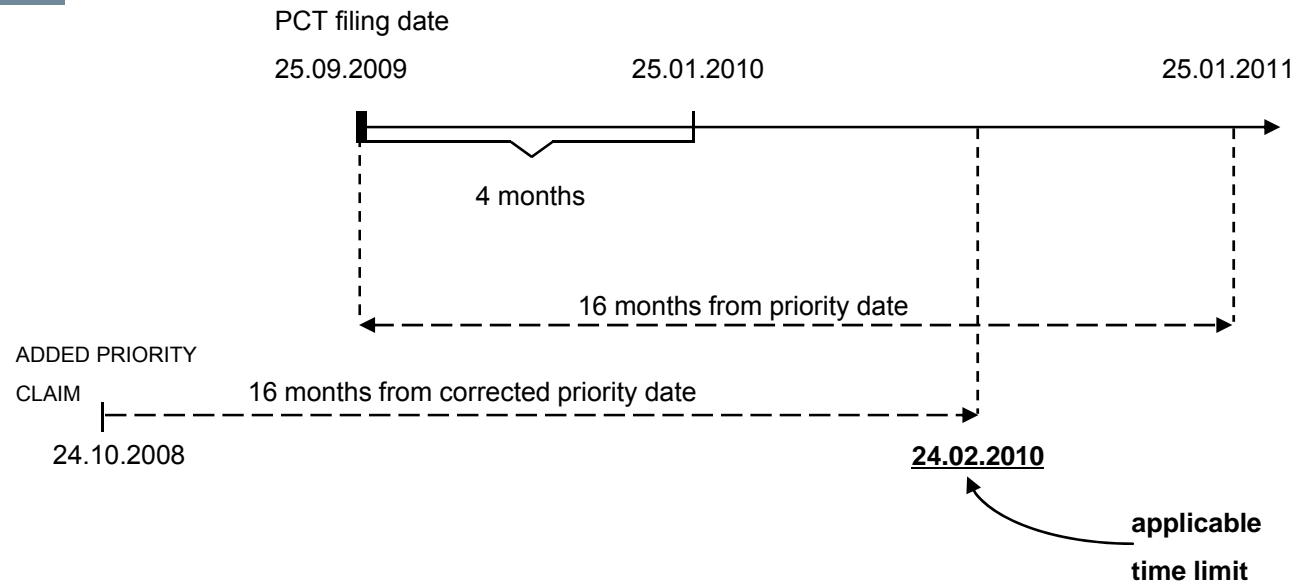 PCT filing date
25.09.2009 25.01.2010 25.01.2011
4 months
16 months from priority date
ADDED PRIORITY
CLAIM
16 months from corrected priority date
24.10.2008 24.02.2010
applicable
time limit